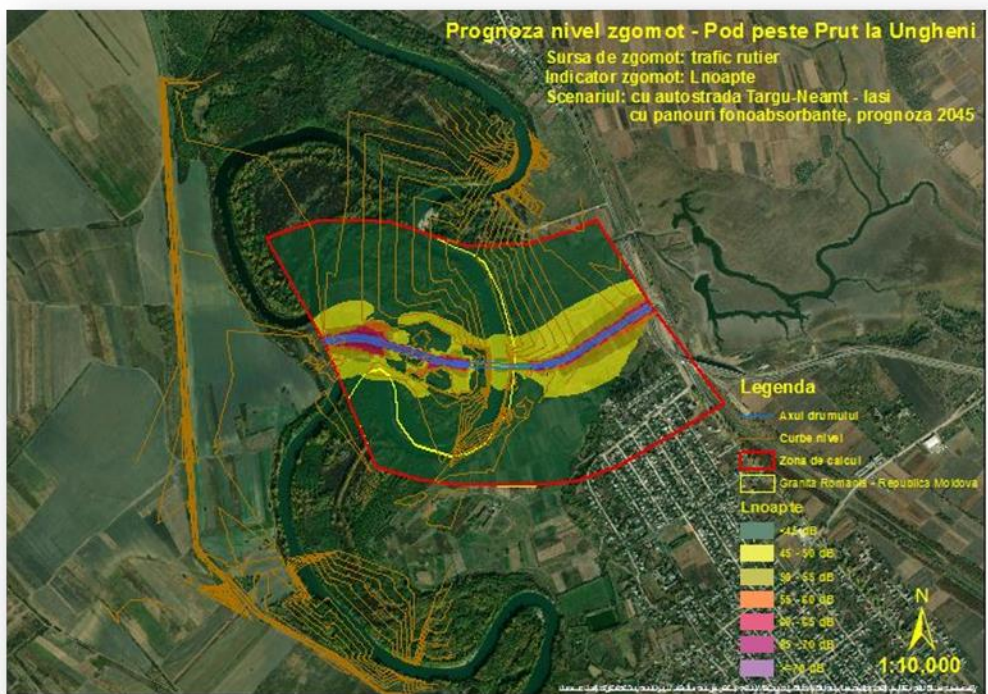 Prognoza nivel zgomot - Pod peste Prut la Ungheni
Sursa de zgomot: trafic rutier
Indicator zgomot: Lnoapte
Scenariul: cu autostrada Targu-Neamt - Iasi
cu panouri fonoabsorbante, prognoza 2045
Legenda
Axul drumului
Curbe nivel
Zona de calcul
Granita Romania - Republica Moldova
Lnoapte
<45 dB
45 - 50 dB
50 - 55 dB
55 - 60 dB
60 - 65 dB
65 - 70 dB
N
1:10,000